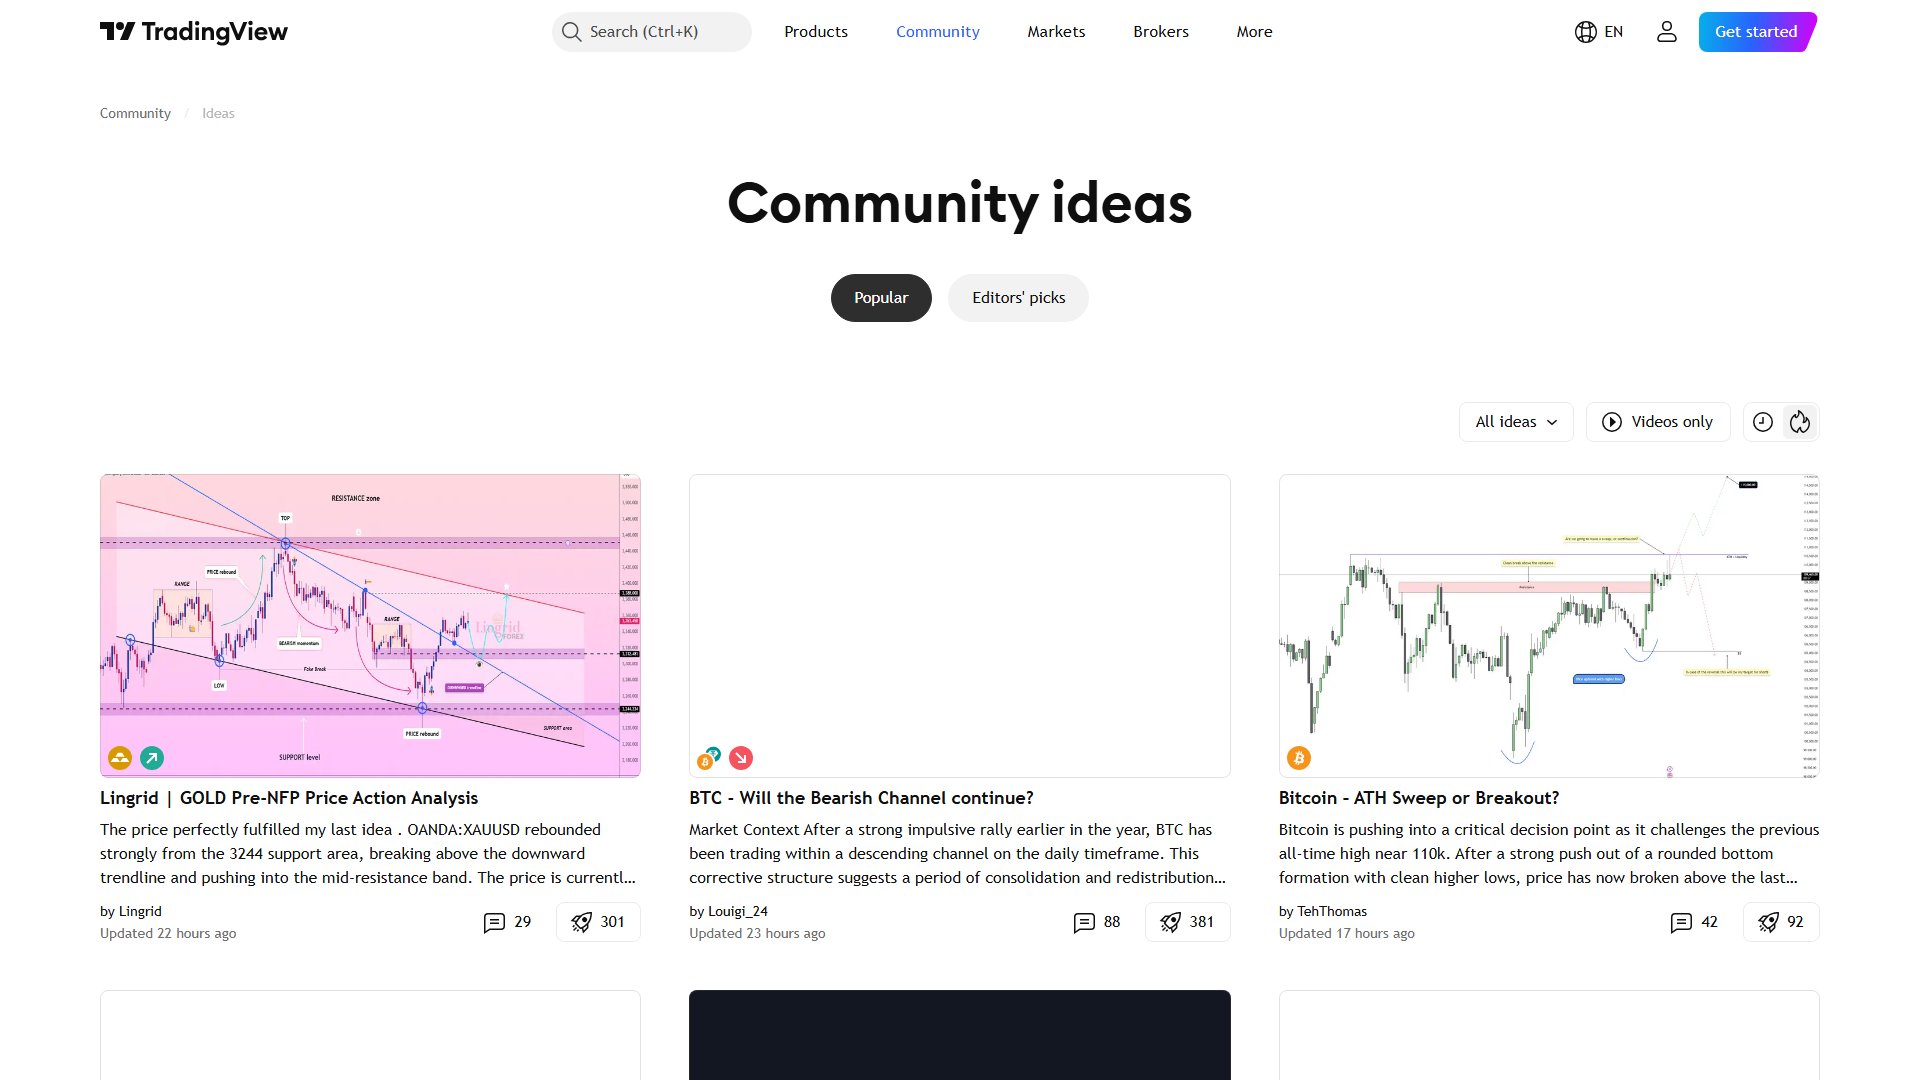 TradingView
Search (Ctrl+K)
Products
Community
Markets
Brokers
More
EN
Get started
Community / Ideas
Community ideas
Popular
Editors' picks
All ideas
Videos only
RESISTANCE zone
TOP
PRICE rebound
RANGE
BEARISH momentum
RANGE
Lingrid
FOREX
Fake Break
LOW
PRICE rebound
SUPPORT area
SUPPORT level
Lingrid | GOLD Pre-NFP Price Action Analysis
The price perfectly fulfilled my last idea . OANDA:XAUUSD rebounded
strongly from the 3244 support area, breaking above the downward
trendline and pushing into the mid-resistance band. The price is currentl...
by Lingrid
Updated 22 hours ago
29
301
BTC - Will the Bearish Channel continue?
Market Context After a strong impulsive rally earlier in the year, BTC has
been trading within a descending channel on the daily timeframe. This
corrective structure suggests a period of consolidation and redistribution...
by Louigi_24
Updated 23 hours ago
88
381
Bitcoin - ATH Sweep or Breakout?
Bitcoin is pushing into a critical decision point as it challenges the previous
all-time high near 110k. After a strong push out of a rounded bottom
formation with clean higher lows, price has now broken above the last...
by TehThomas
Updated 17 hours ago
42
92